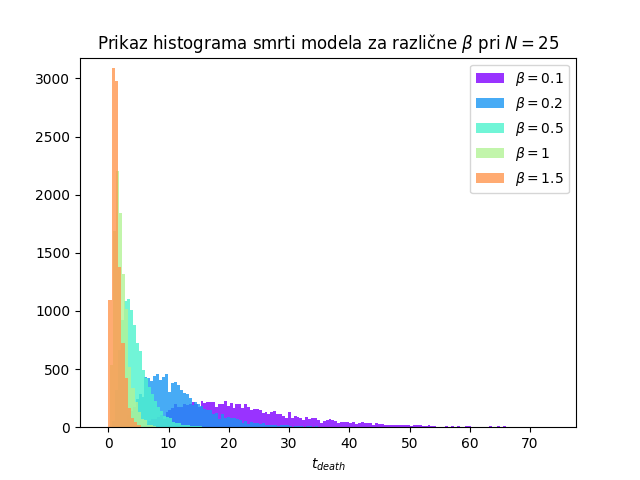 Prikaz histograma smrti modela za različne β pri N = 25
3000
2500
2000
1500
1000
500
0
0 10 20 30 40 50 60 70
t_death
β = 0.1
β = 0.2
β = 0.5
β = 1
β = 1.5